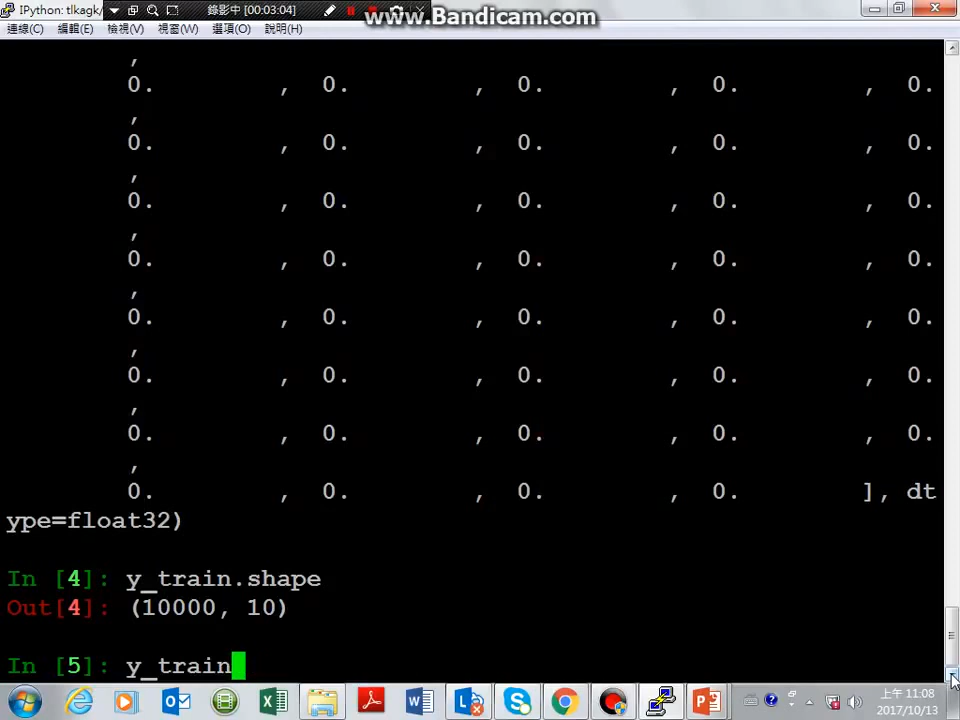 IPython: tlkagk/
錄影中 [00:03:04]
www.Bandicam.com
連線(C) 編輯(E) 檢視(V) 視窗(W) 選項(O) 說明(H)
,
0. , 0. , 0. , 0. , 0.
,
0. , 0. , 0. , 0. , 0.
,
0. , 0. , 0. , 0. , 0.
,
0. , 0. , 0. , 0. , 0.
,
0. , 0. , 0. , 0. , 0.
,
0. , 0. , 0. , 0. , 0.
,
0. , 0. , 0. , 0. , 0.
,
0. , 0. , 0. , 0. ], dt
ype=float32)
In [4]: y_train.shape
Out[4]: (10000, 10)
In [5]: y_train
上午 11:08
2017/10/13